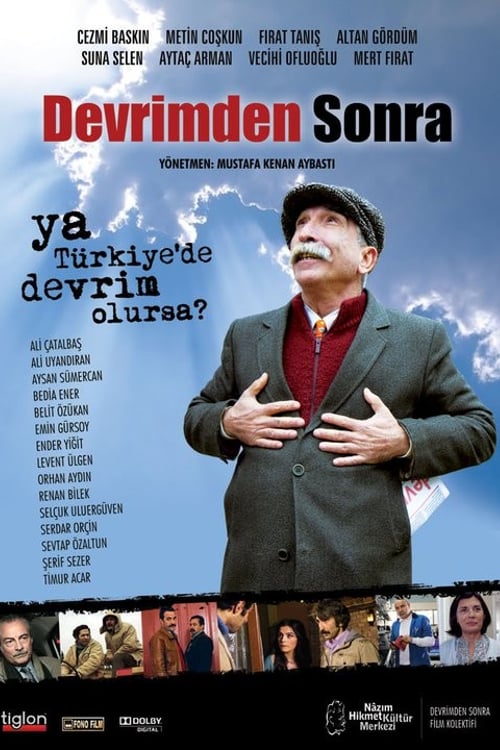 CEZMİ BASKIN METİN COŞKUN FIRAT TANIŞ ALTAN GÖRDÜM
SUNA SELEN AYTAÇ ARMAN VECİHİ OFLUOĞLU MERT FIRAT
Devrimden Sonra
YÖNETMEN: MUSTAFA KENAN AYBASTI
ya
Türkiye'de
devrim
olursa?
ALİ ÇATALBAŞ
ALİ UYANDIRAN
AYSAN SÜMERCAN
BEDİA ENER
BELİT ÖZÜKAN
EMİN GÜRSOY
ENDER YİĞİT
LEVENT ÜLGEN
ORHAN AYDIN
RENAN BİLEK
SELÇUK ULUERGÜVEN
SERDAR ORÇİN
SEVTAP ÖZALTUN
ŞERİF SEZER
TİMUR ACAR
dev
tiglon
FONO FILM
DOLBY
DIGITAL
Nâzım
Hikmet Kültür
Merkezi
DEVRİMDEN SONRA
FİLM KOLEKTİFİ